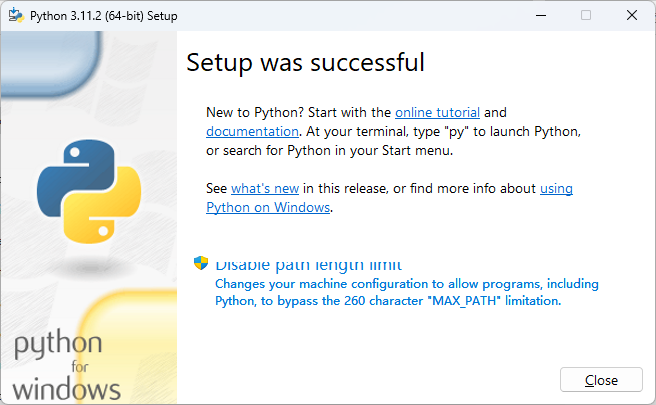 Python 3.11.2 (64-bit) Setup
Setup was successful
New to Python? Start with the online tutorial and
documentation. At your terminal, type "py" to launch Python,
or search for Python in your Start menu.
See what's new in this release, or find more info about using
Python on Windows.
Disable path length limit
Changes your machine configuration to allow programs, including
Python, to bypass the 260 character "MAX_PATH" limitation.
python
for
windows
Close